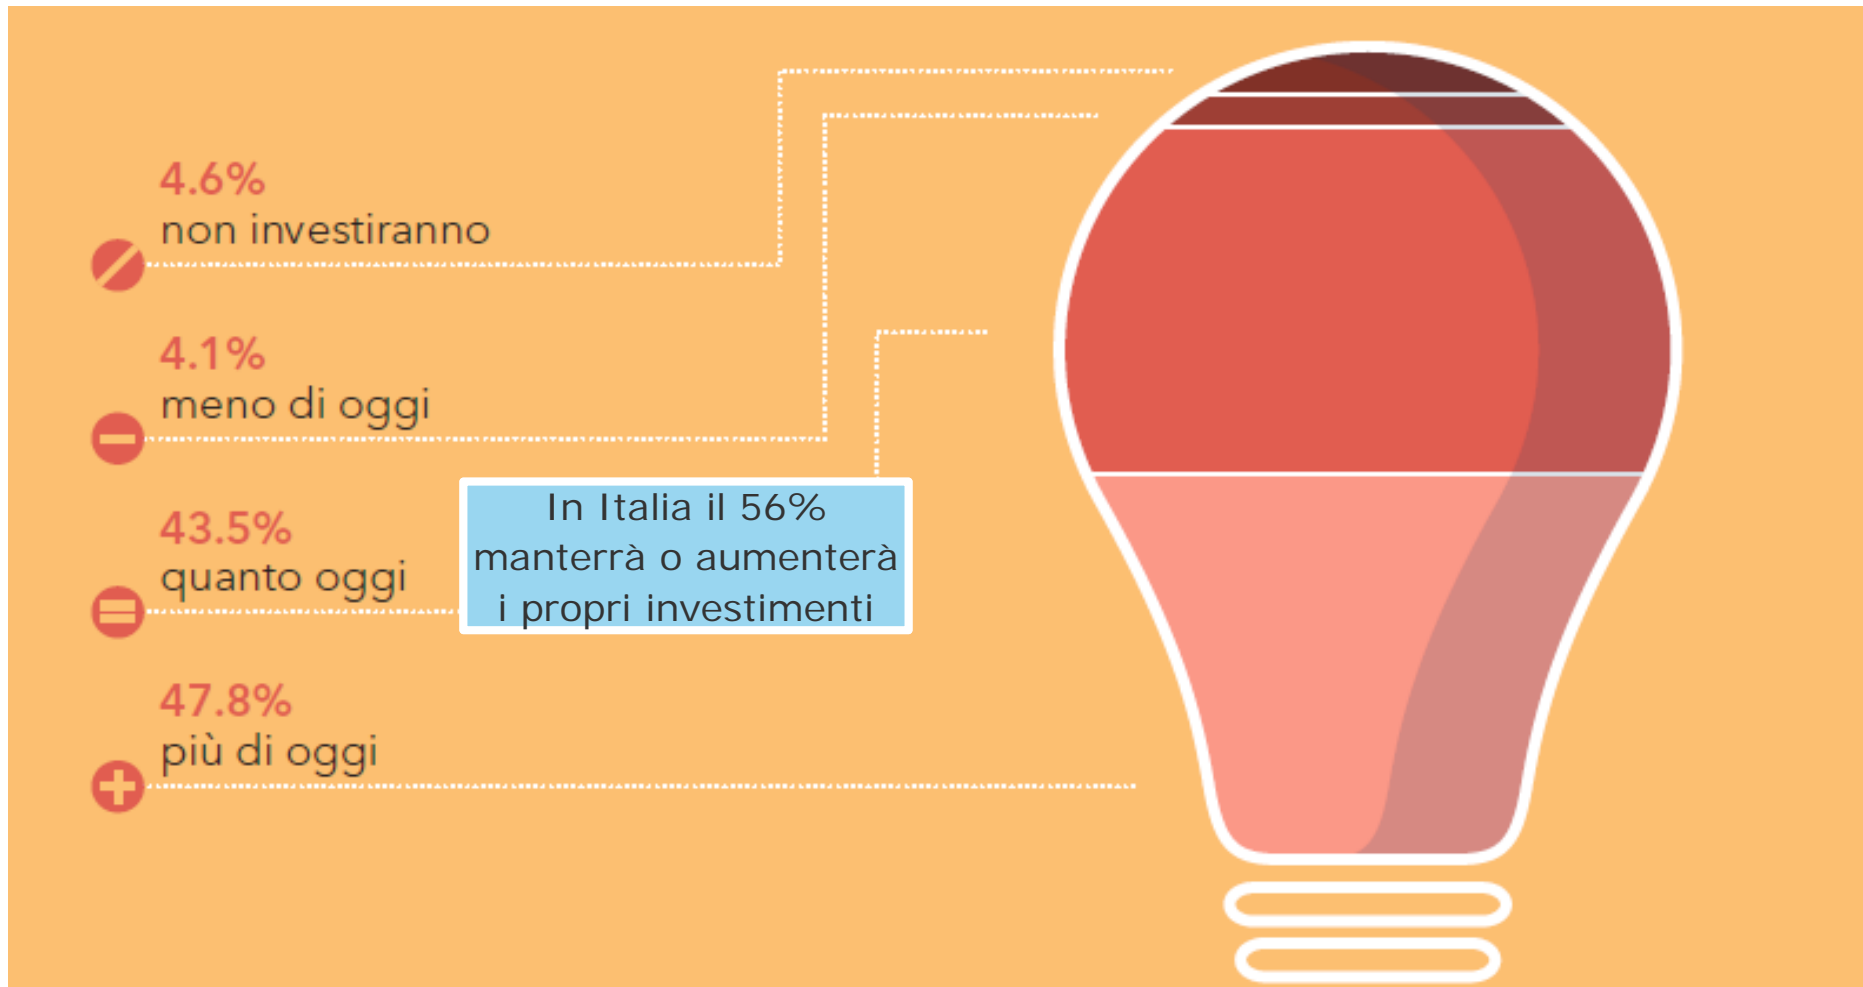 4.6%
non investiranno
4.1%
meno di oggi
43.5%
quanto oggi
In Italia il 56%
manterrà o aumenterà
i propri investimenti
47.8%
più di oggi